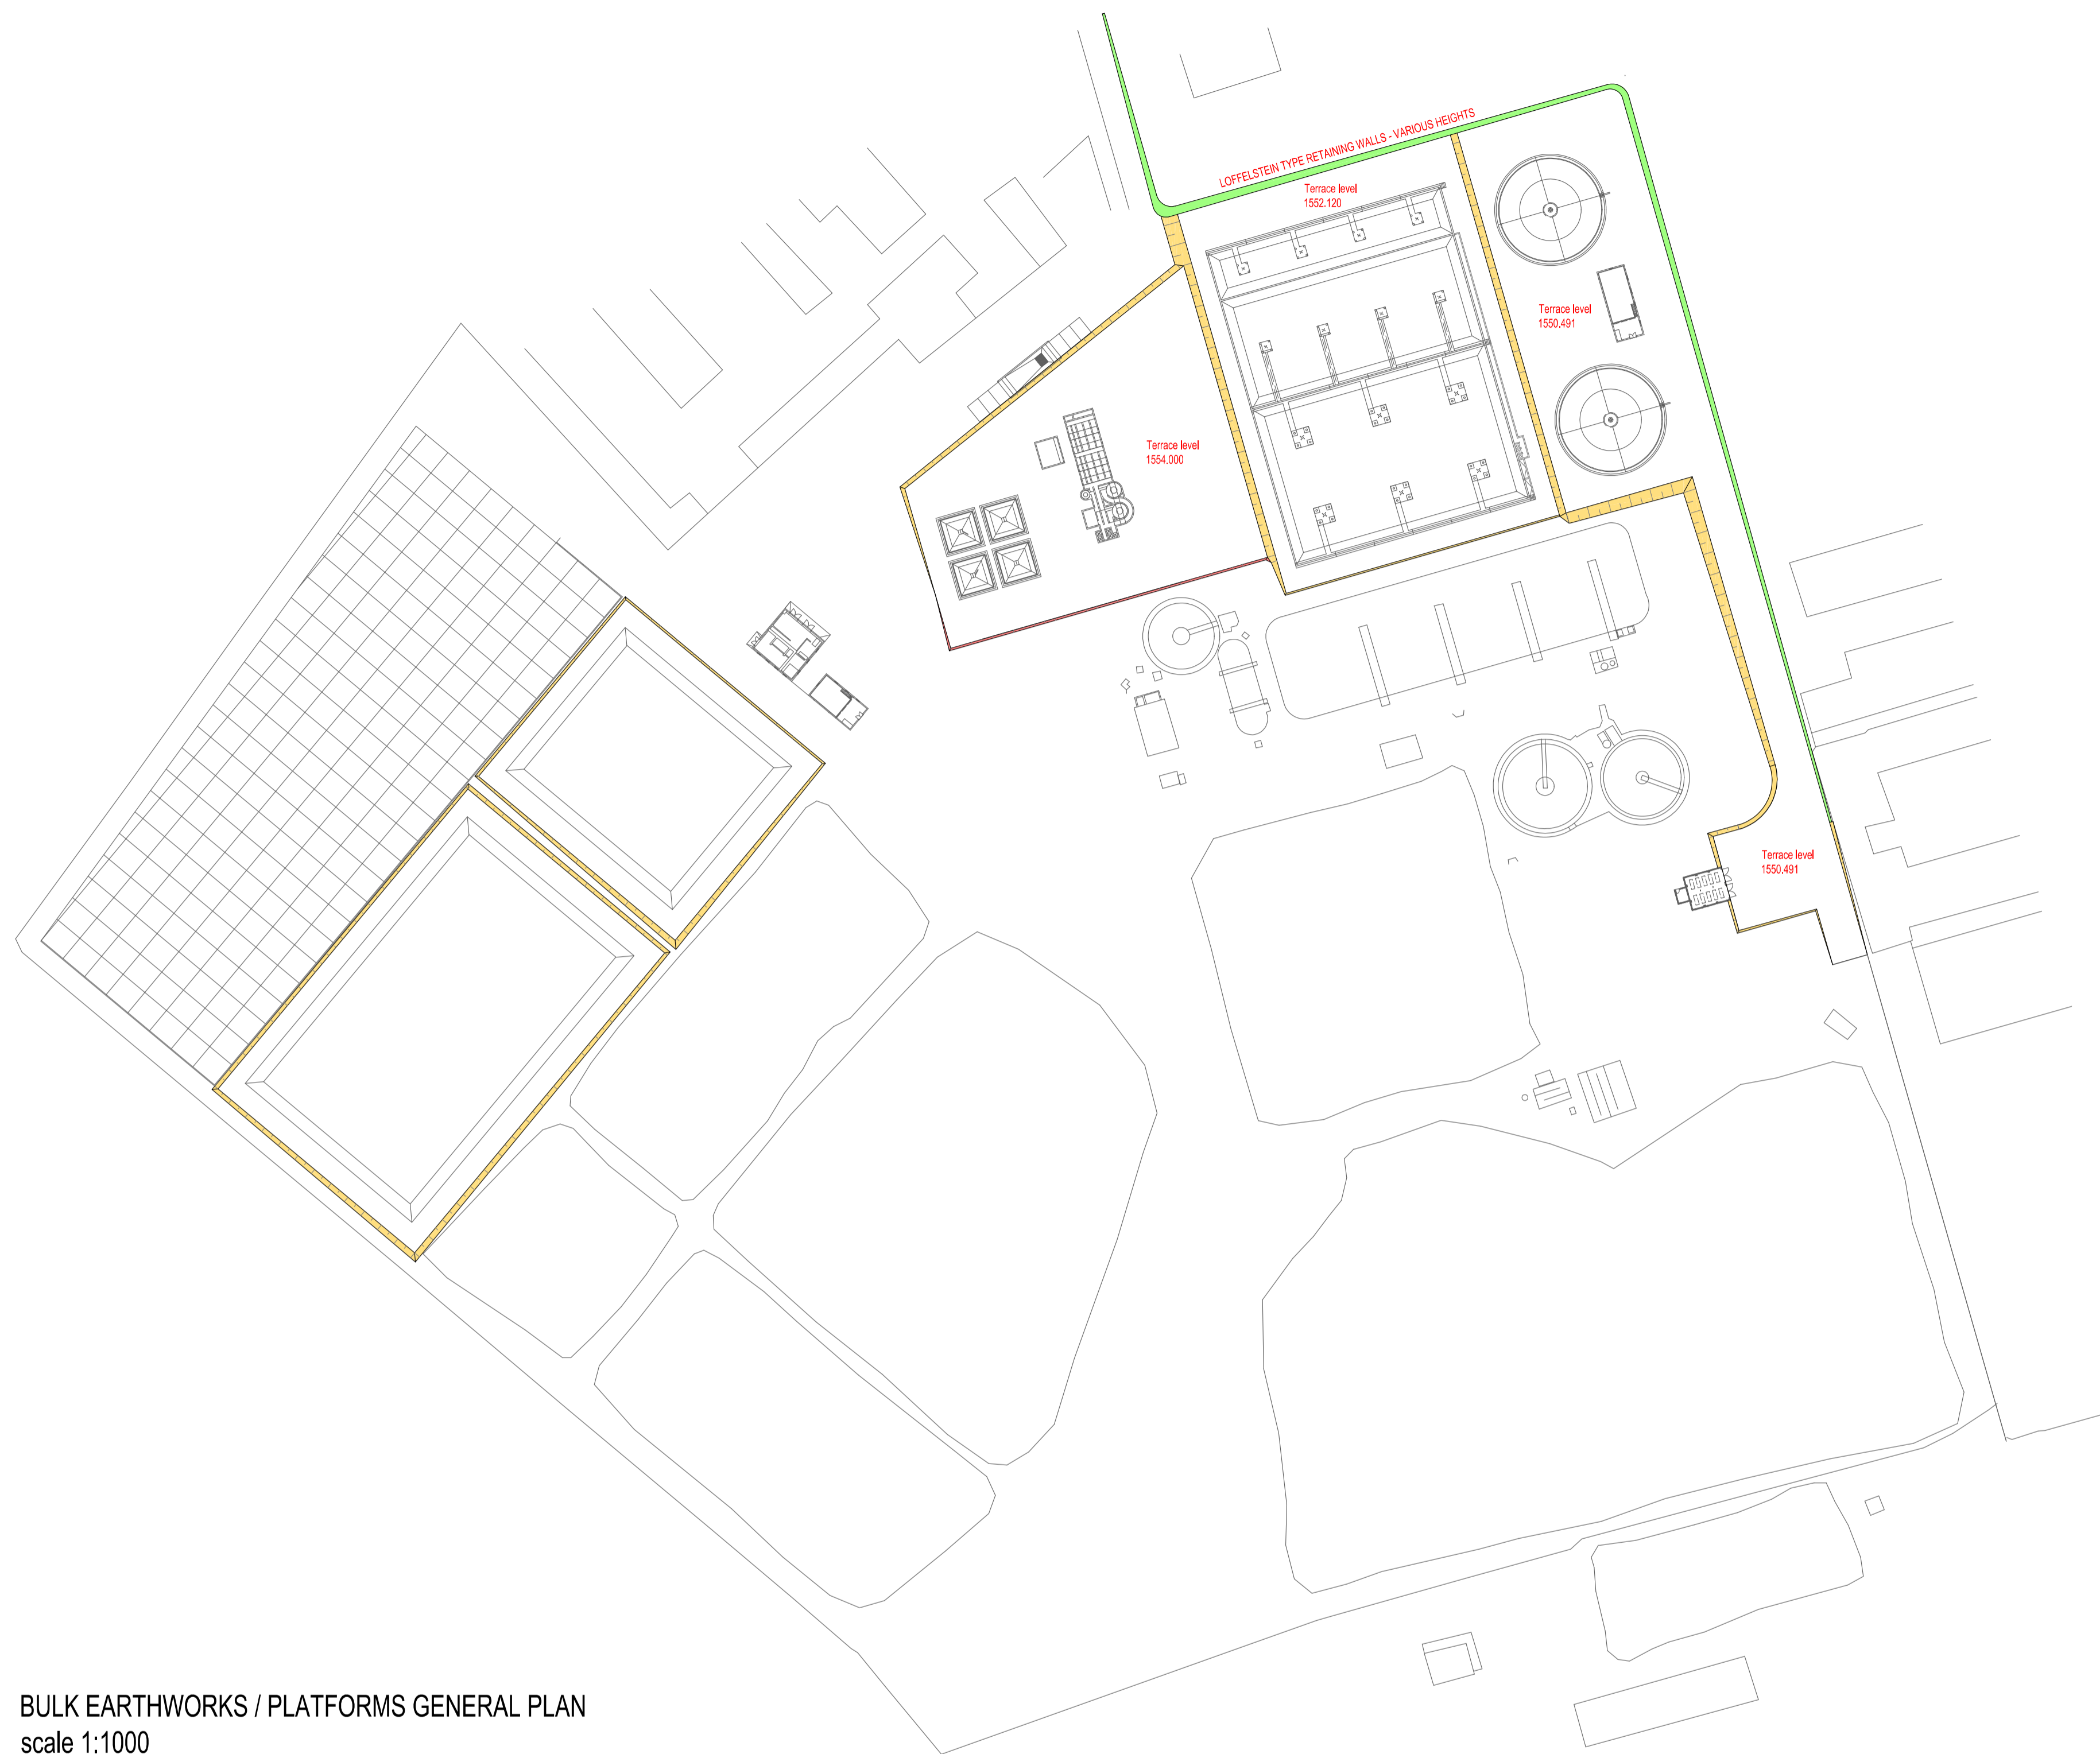 LOFFELSTEIN TYPE RETAINING WALLS - VARIOUS HEIGHTS
Terrace level
1552.120
Terrace level
1550.491
Terrace level
1554.000
Terrace level
1550.491
BULK EARTHWORKS / PLATFORMS GENERAL PLAN
scale 1:1000